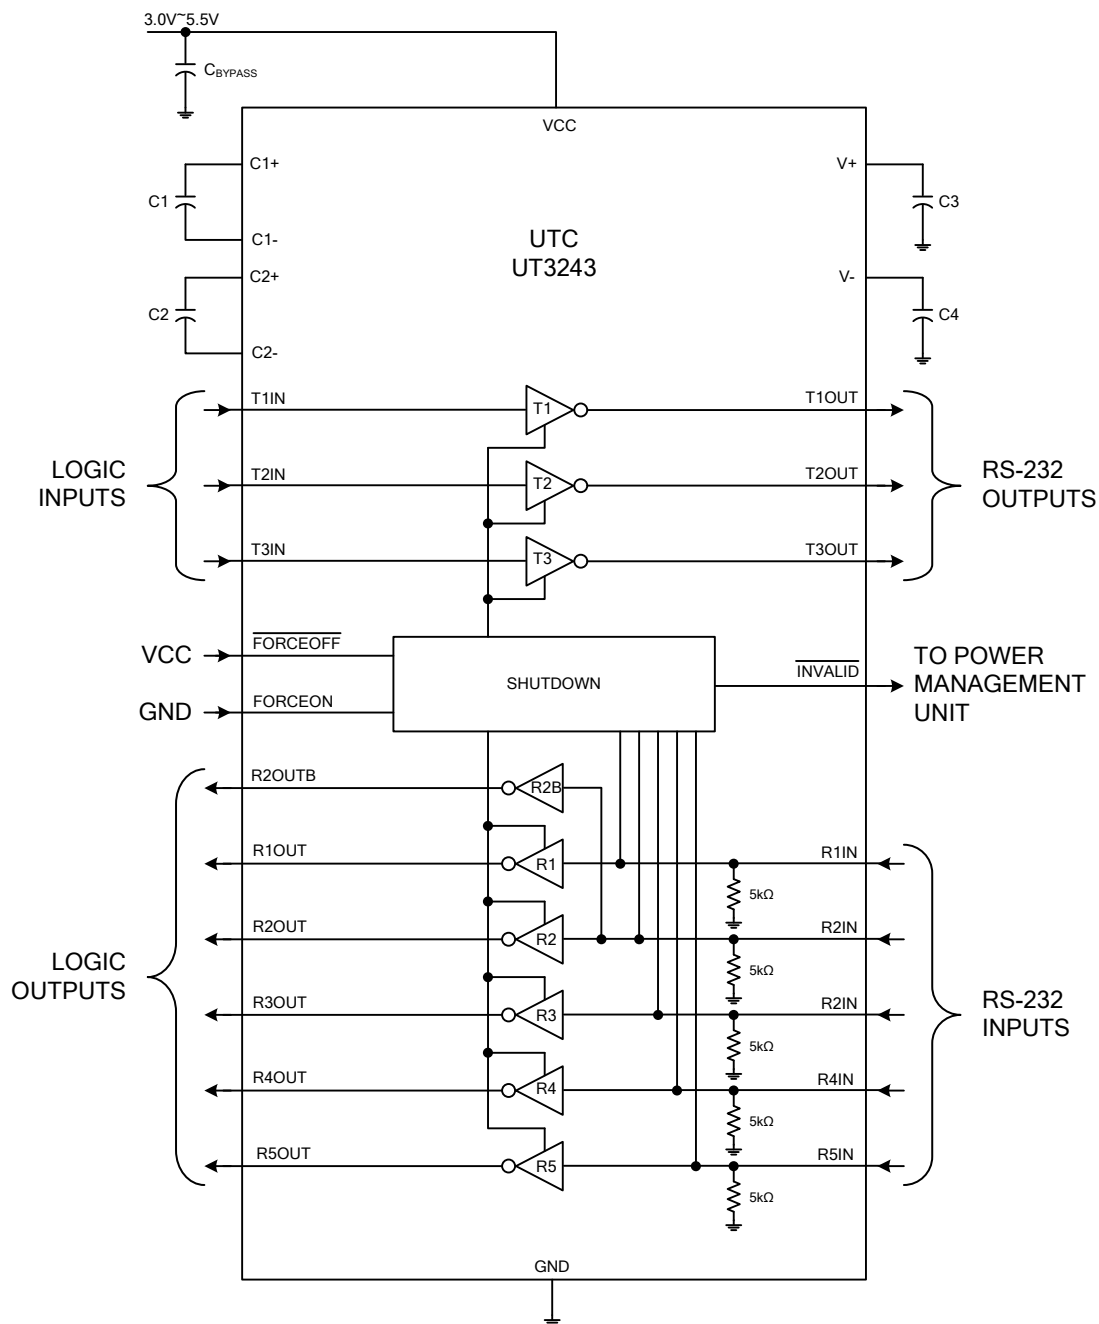 3.0V~5.5V
CBYPASS
VCC
C1+
V+
C1
C3
C1-
UTC
UT3243
C2+
V-
C2
C4
C2-
T1IN
T1
T1OUT
LOGIC
INPUTS
T2IN
T2
T2OUT
RS-232
OUTPUTS
T3IN
T3
T3OUT
VCC
FORCEOFF
SHUTDOWN
INVALID
TO POWER
MANAGEMENT
UNIT
GND
FORCEON
R2OUTB
R2B
R1OUT
R1
R1IN
5kΩ
R2OUT
R2
R2IN
5kΩ
LOGIC
OUTPUTS
R3OUT
R3
R2IN
5kΩ
RS-232
INPUTS
R4OUT
R4
R4IN
5kΩ
R5OUT
R5
R5IN
5kΩ
GND